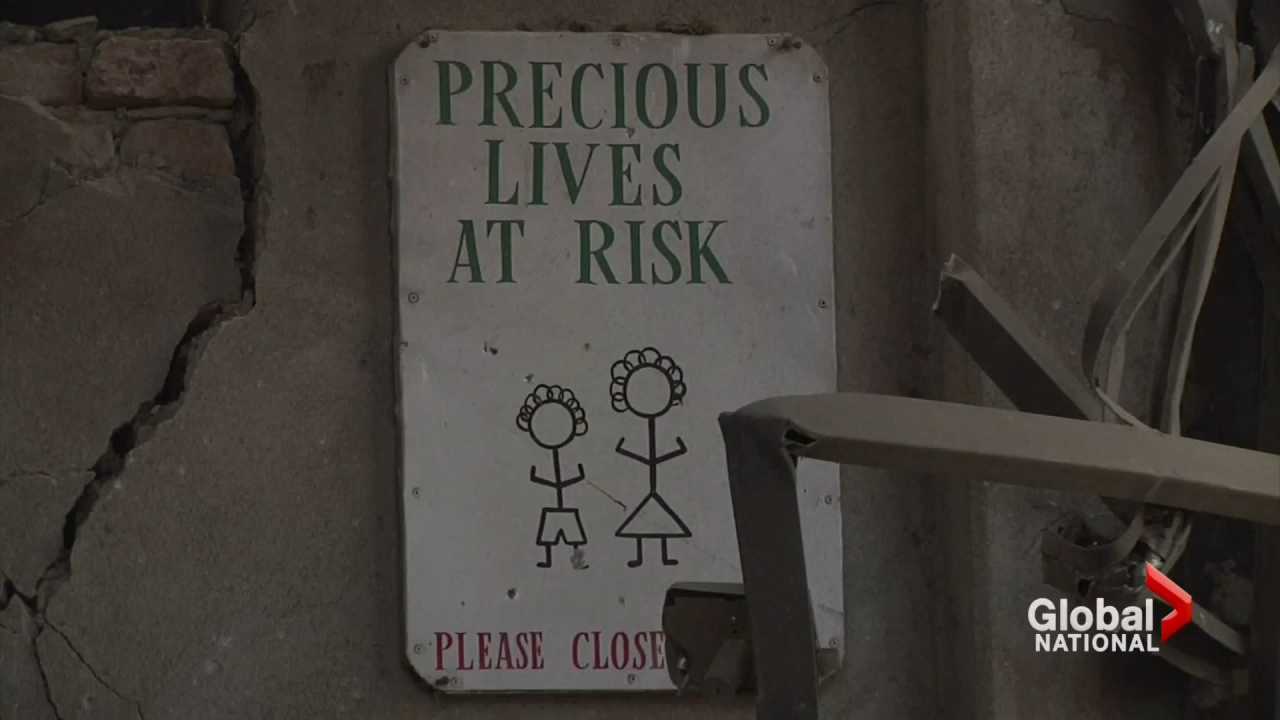 PRECIOUS
LIVES
AT RISK
PLEASE CLOSE
Global
NATIONAL